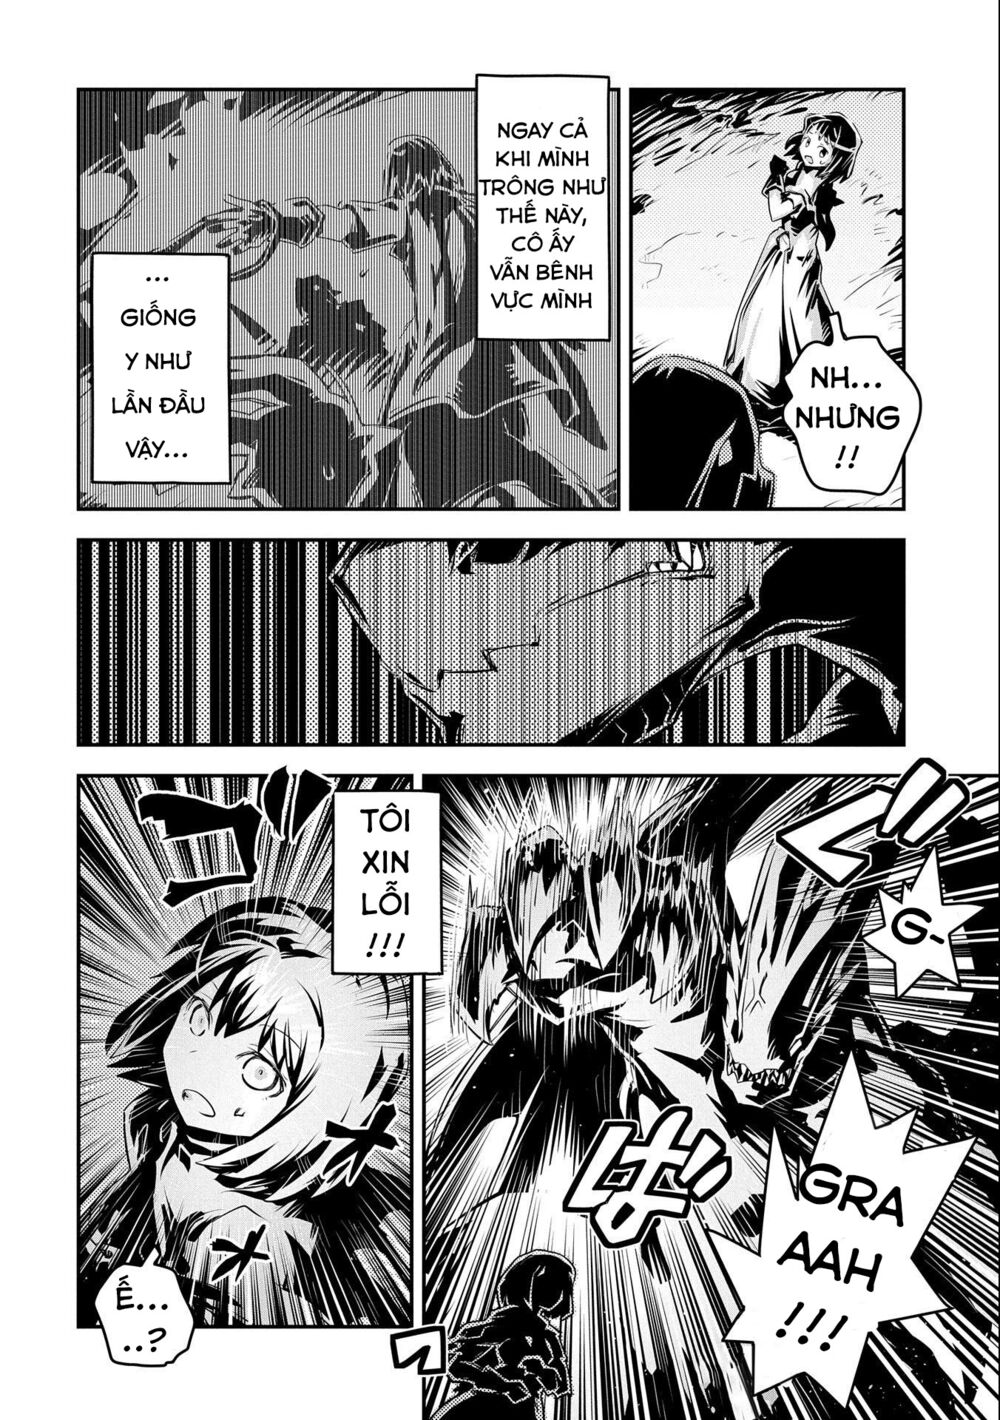 NH...
NHƯNG
!!
NGAY CẢ
KHI MÌNH
TRÔNG NHƯ
THẾ NÀY,
CÔ ẤY
VẪN BÊNH
VỰC MÌNH
...
GIỐNG
Y NHƯ
LẦN ĐẦU
VẬY...
G-
GRA
AAH
!!!
TÔI
XIN
LỖI
!!!
Ế...
..?
ば